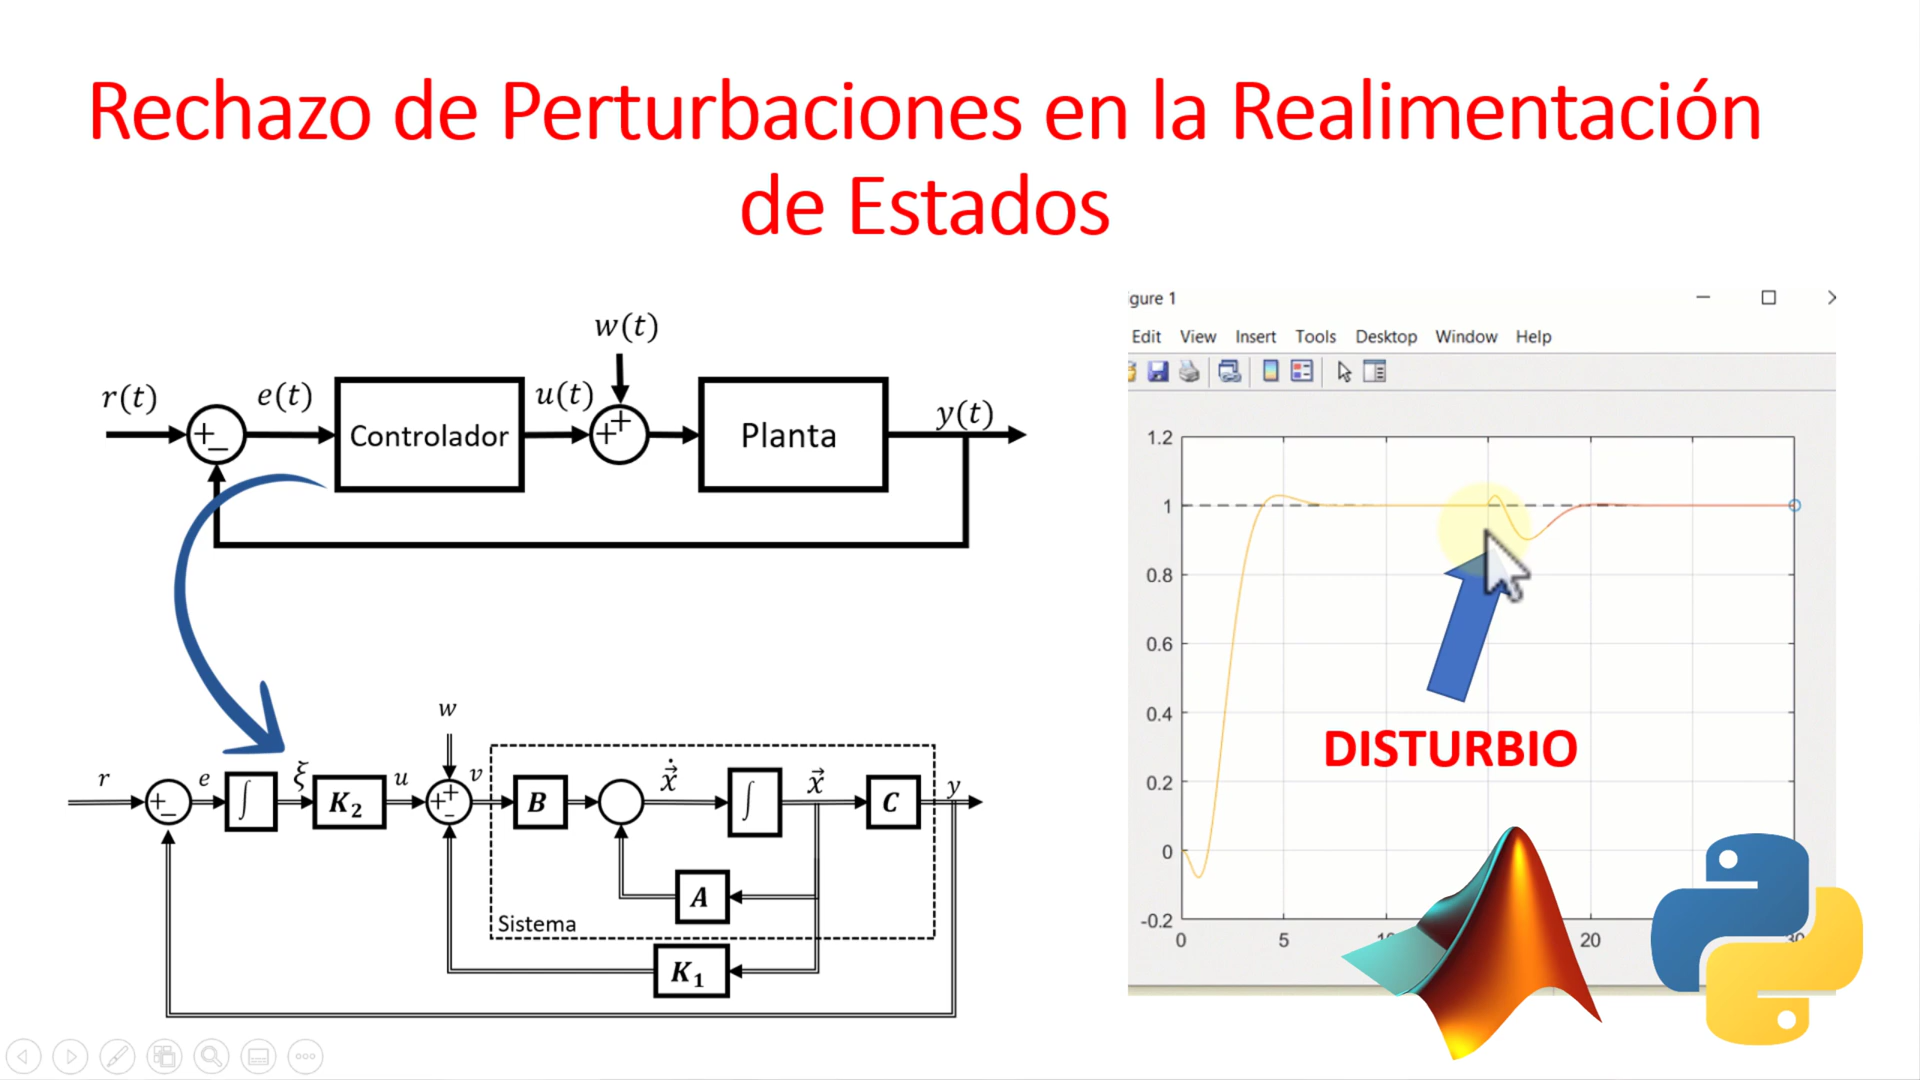 Rechazo de Perturbaciones en la Realimentación
de Estados
w(t)
r(t)
e(t)
Controlador
u(t)
Planta
y(t)
w
r
e
∫
ξ
K₂
u
v
B
ẋ
∫
x⃗
C
y
A
Sistema
K₁
igure 1
Edit View Insert Tools Desktop Window Help
1.2
1
0.8
0.6
0.4
0.2
0
-0.2
0 5 20 30
DISTURBIO